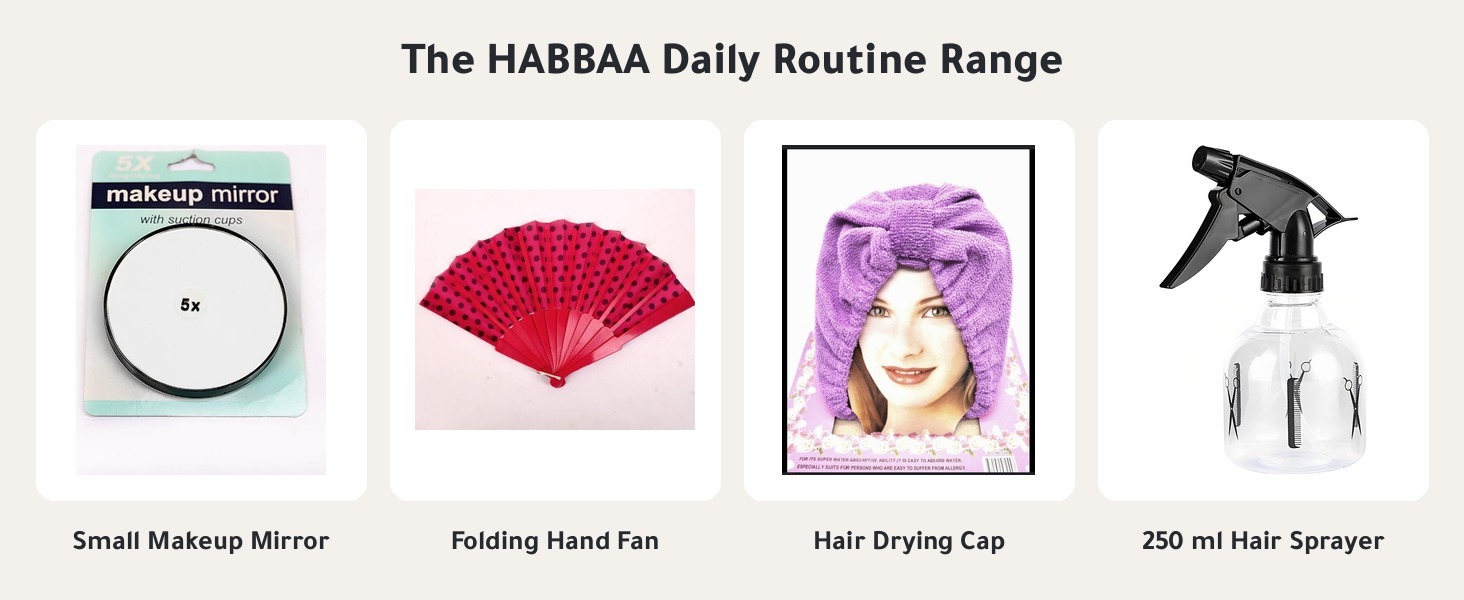 The HABBAA Daily Routine Range
5X
makeup mirror
with suction cups
5x
FOR ITS SUPER WATER-ABSORPTIVE ABILITY,IT IS EASY TO ABSORB WATER.
ESPECIALLY SUITS FOR PERSONS WHO ARE EASY TO SUFFER FROM ALLERGY.
Small Makeup Mirror
Folding Hand Fan
Hair Drying Cap
250 ml Hair Sprayer